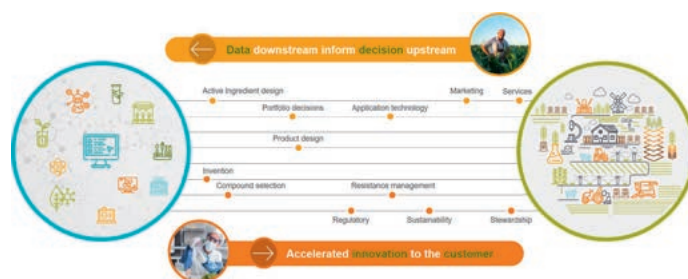 Data downstream inform decision upstream
Active Ingredient design
Marketing
Services
Portfolio decisions
Application technology
Product design
Invention
Compound selection
Resistance management
Regulatory
Sustainability
Stewardship
Accelerated innovation to the customer